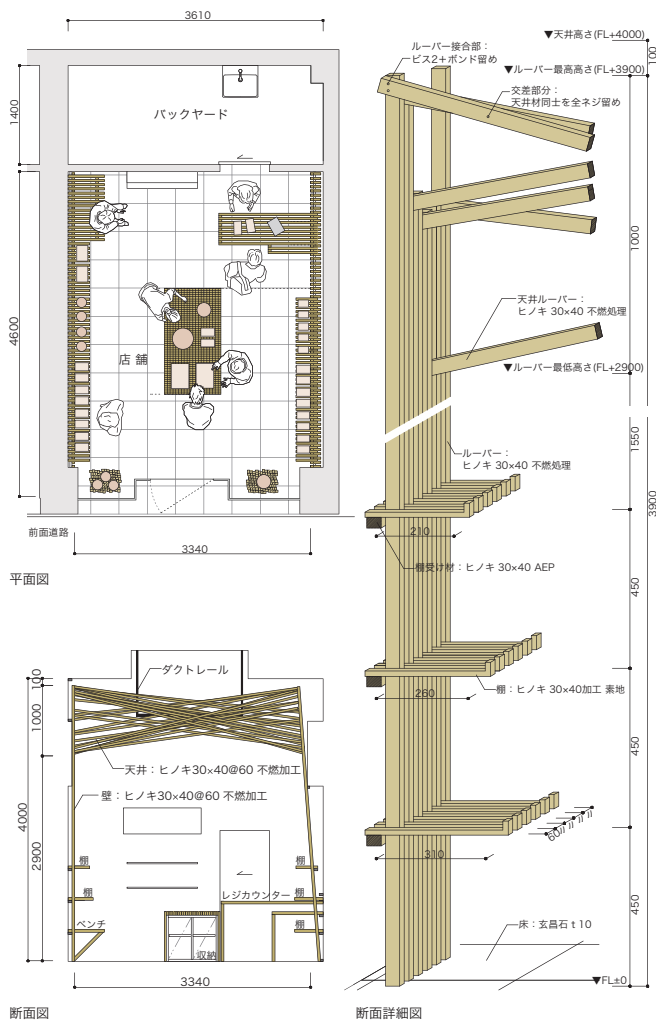 3610
1400
バックヤード
4600
店 舗
前面道路
3340
平面図
ダクトレール
100
1000
天井：ヒノキ30×40@60 不燃加工
壁：ヒノキ30×40@60 不燃加工
4000
2900
棚
棚
レジカウンター
棚
棚
棚
ベンチ
収納
3340
断面図
▼天井高さ(FL+4000)
ルーバー接合部：
ビス2＋ボンド留め
100
▼ルーバー最高高さ(FL+3900)
交差部分：
天井材同士を全ネジ留め
1000
天井ルーバー：
ヒノキ 30×40 不燃処理
▼ルーバー最低高さ(FL+2900)
ルーバー：
ヒノキ 30×40 不燃処理
1550
3900
210
棚受け材：ヒノキ 30×40 AEP
450
260
棚：ヒノキ 30×40加工 素地
450
60
310
450
床：玄昌石 t 10
▼FL±0
断面詳細図